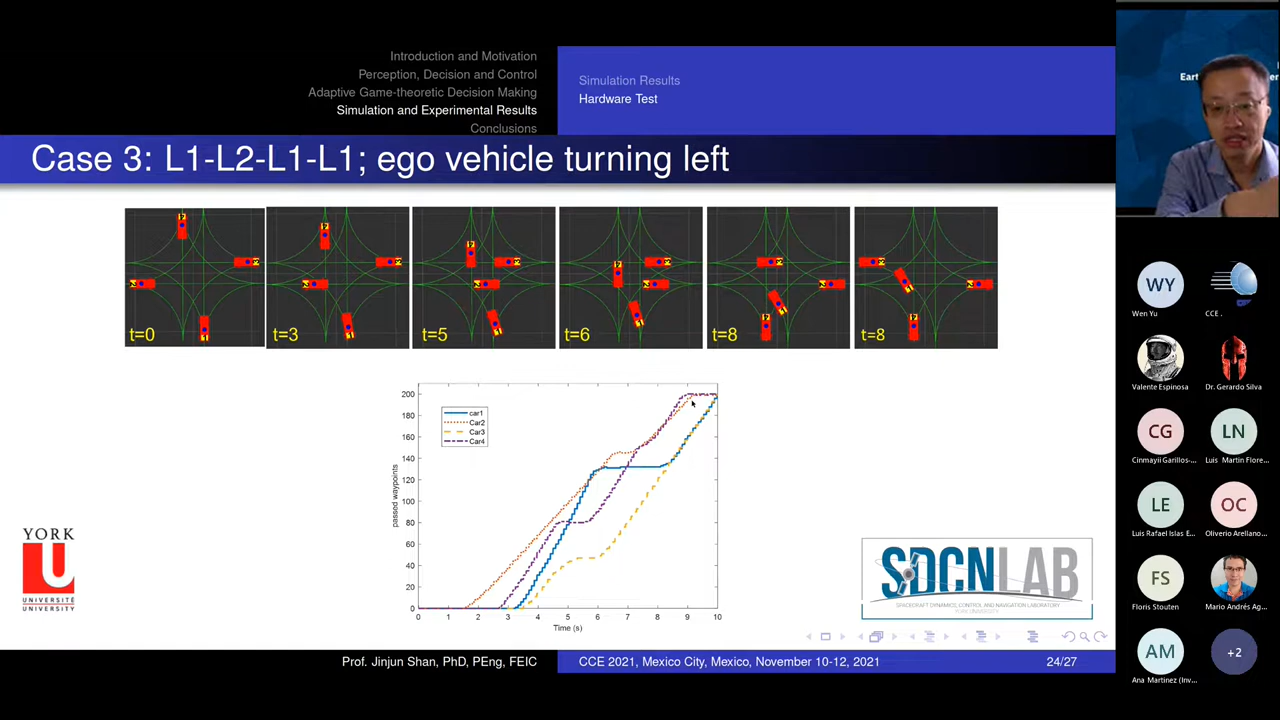 Introduction and Motivation
Perception, Decision and Control
Adaptive Game-theoretic Decision Making
Simulation and Experimental Results
Conclusions
Simulation Results
Hardware Test
Case 3: L1-L2-L1-L1; ego vehicle turning left
t=0
t=3
t=5
t=6
t=8
t=8
200
180
160
140
120
100
80
60
40
20
0
passed waypoints
car1
Car2
Car3
Car4
0 1 2 3 4 5 6 7 8 9 10
Time (s)
YORK
U
UNIVERSITÉ
UNIVERSITY
SDCNLAB
SPACECRAFT DYNAMICS, CONTROL AND NAVIGATION LABORATORY
Prof. Jinjun Shan, PhD, PEng, FEIC
CCE 2021, Mexico City, Mexico, November 10-12, 2021
24/27
Eart
WY
Wen Yu
CCE .
Valente Espinosa
Dr. Gerardo Silva
CG
Cinmayii Garillos-...
LN
Luis Martin Flore...
LE
Luis Rafael Islas E...
OC
Oliverio Arellano...
FS
Floris Stouten
Mario Andrés Ag...
AM
Ana Martinez (Inv...
+2